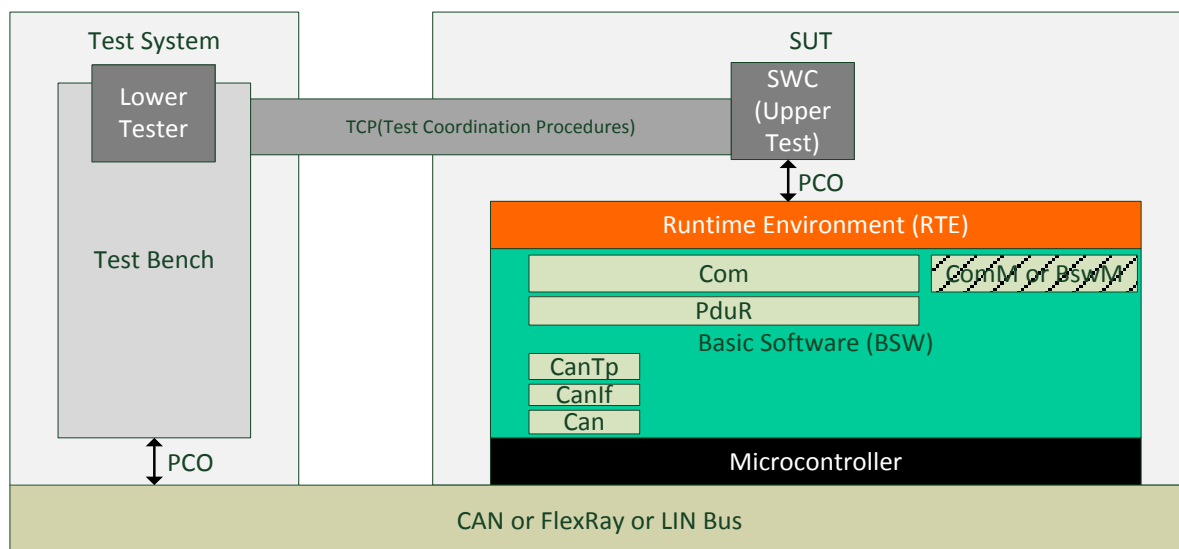 Test System
Lower
Tester
Test Bench
PCO
TCP(Test Coordination Procedures)
SUT
SWC
(Upper
Test)
PCO
Runtime Environment (RTE)
Com
ComM or BswM
PduR
Basic Software (BSW)
CanTp
CanIf
Can
Microcontroller
CAN or FlexRay or LIN Bus